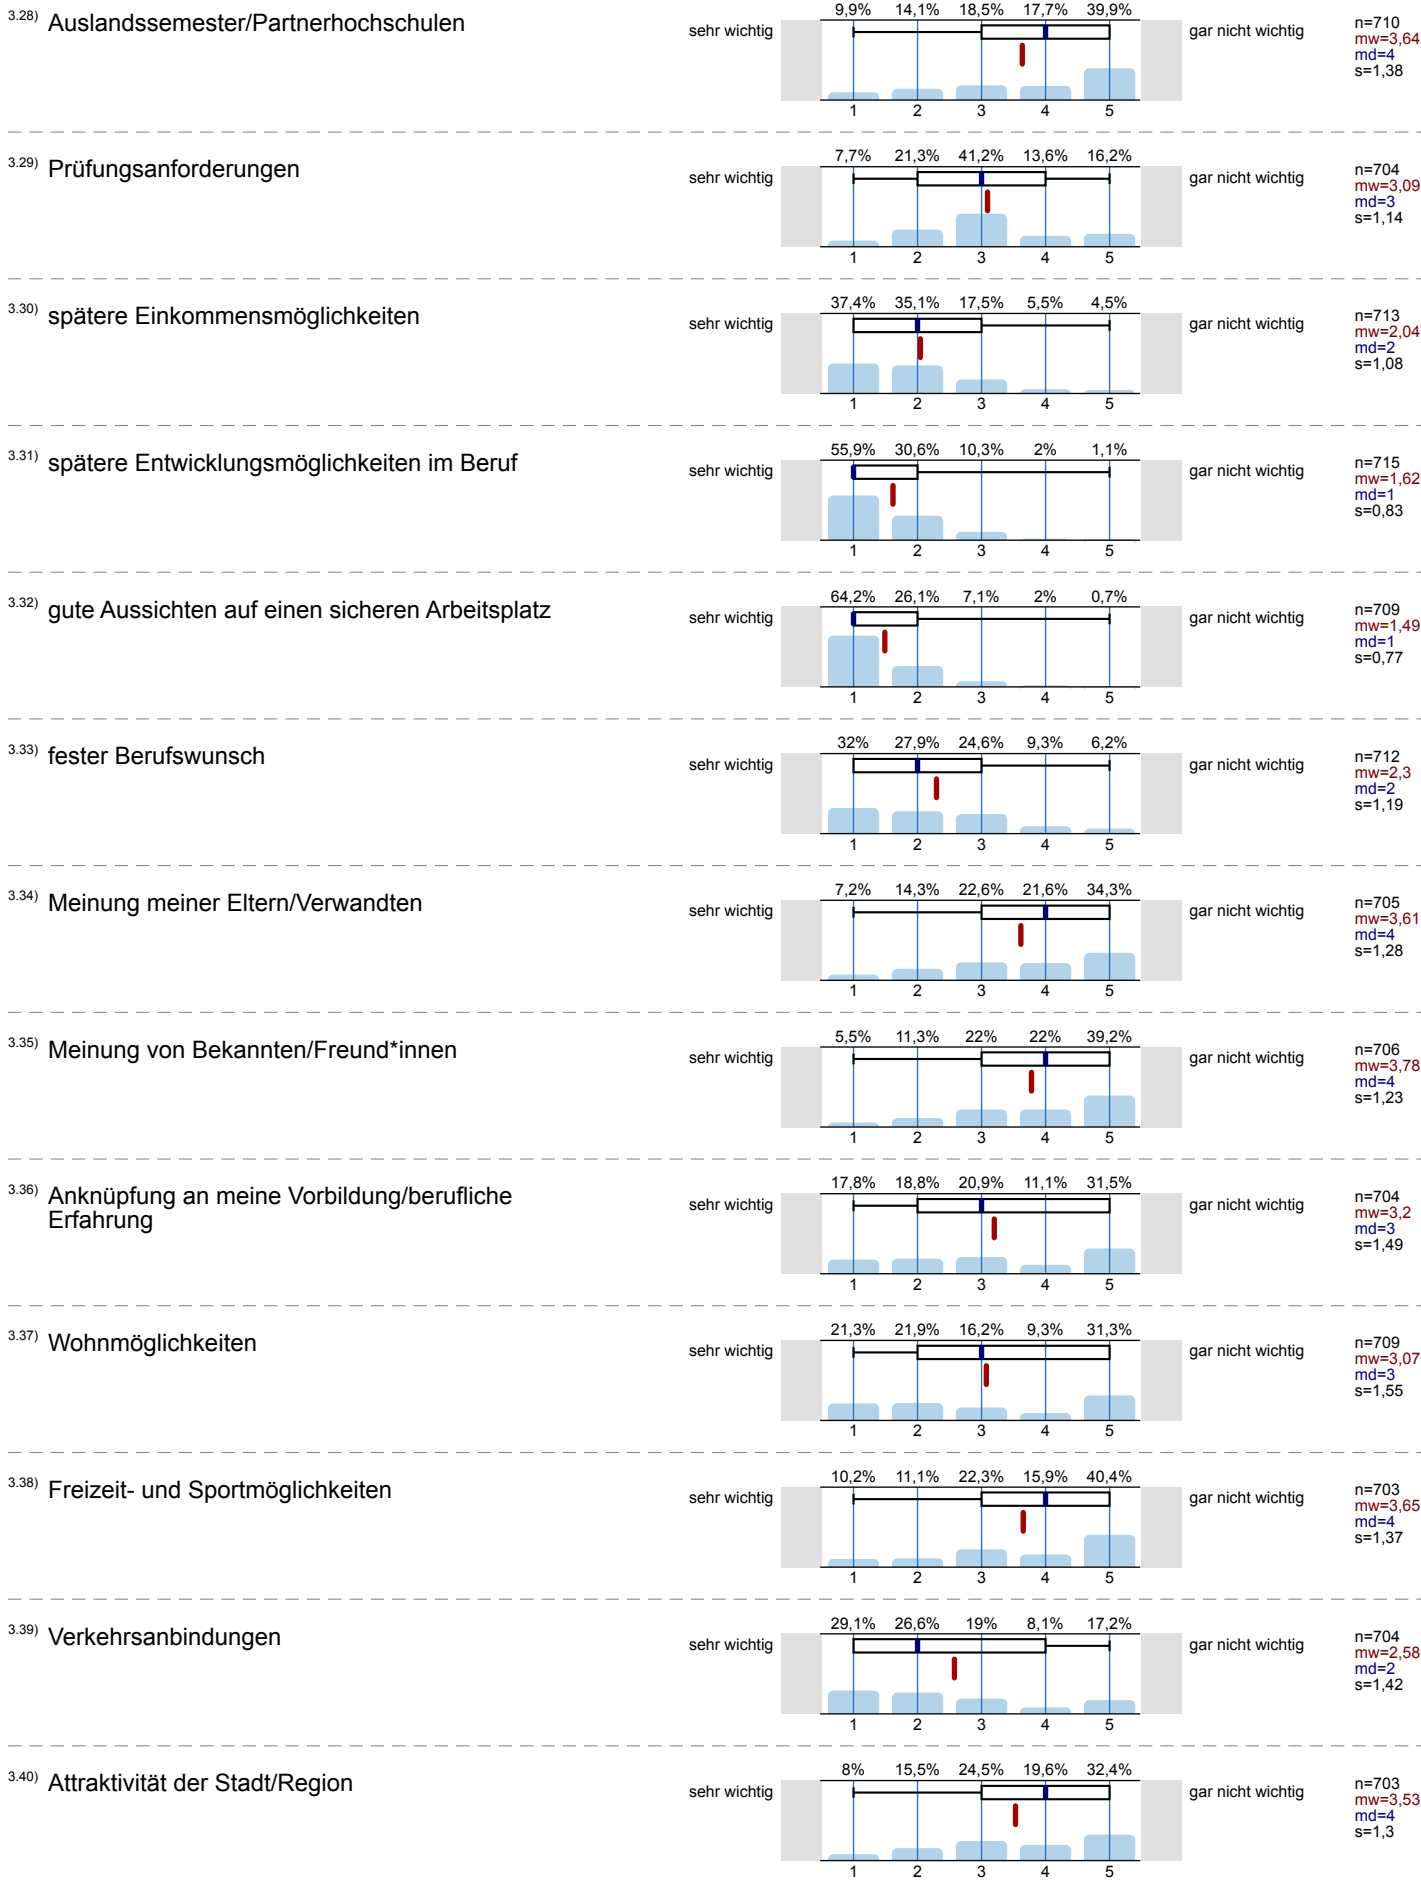 3.28) Auslandssemester/Partnerhochschulen
9,9% 14,1% 18,5% 17,7% 39,9%
sehr wichtig gar nicht wichtig
n=710
mw=3,64
md=4
s=1,38
1 2 3 4 5
3.29) Prüfungsanforderungen
7,7% 21,3% 41,2% 13,6% 16,2%
sehr wichtig gar nicht wichtig
n=704
mw=3,09
md=3
s=1,14
1 2 3 4 5
3.30) spätere Einkommensmöglichkeiten
37,4% 35,1% 17,5% 5,5% 4,5%
sehr wichtig gar nicht wichtig
n=713
mw=2,04
md=2
s=1,08
1 2 3 4 5
3.31) spätere Entwicklungsmöglichkeiten im Beruf
55,9% 30,6% 10,3% 2% 1,1%
sehr wichtig gar nicht wichtig
n=715
mw=1,62
md=1
s=0,83
1 2 3 4 5
3.32) gute Aussichten auf einen sicheren Arbeitsplatz
64,2% 26,1% 7,1% 2% 0,7%
sehr wichtig gar nicht wichtig
n=709
mw=1,49
md=1
s=0,77
1 2 3 4 5
3.33) fester Berufswunsch
32% 27,9% 24,6% 9,3% 6,2%
sehr wichtig gar nicht wichtig
n=712
mw=2,3
md=2
s=1,19
1 2 3 4 5
3.34) Meinung meiner Eltern/Verwandten
7,2% 14,3% 22,6% 21,6% 34,3%
sehr wichtig gar nicht wichtig
n=705
mw=3,61
md=4
s=1,28
1 2 3 4 5
3.35) Meinung von Bekannten/Freund*innen
5,5% 11,3% 22% 22% 39,2%
sehr wichtig gar nicht wichtig
n=706
mw=3,78
md=4
s=1,23
1 2 3 4 5
3.36) Anknüpfung an meine Vorbildung/berufliche
Erfahrung
17,8% 18,8% 20,9% 11,1% 31,5%
sehr wichtig gar nicht wichtig
n=704
mw=3,2
md=3
s=1,49
1 2 3 4 5
3.37) Wohnmöglichkeiten
21,3% 21,9% 16,2% 9,3% 31,3%
sehr wichtig gar nicht wichtig
n=709
mw=3,07
md=3
s=1,55
1 2 3 4 5
3.38) Freizeit- und Sportmöglichkeiten
10,2% 11,1% 22,3% 15,9% 40,4%
sehr wichtig gar nicht wichtig
n=703
mw=3,65
md=4
s=1,37
1 2 3 4 5
3.39) Verkehrsanbindungen
29,1% 26,6% 19% 8,1% 17,2%
sehr wichtig gar nicht wichtig
n=704
mw=2,58
md=2
s=1,42
1 2 3 4 5
3.40) Attraktivität der Stadt/Region
8% 15,5% 24,5% 19,6% 32,4%
sehr wichtig gar nicht wichtig
n=703
mw=3,53
md=4
s=1,3
1 2 3 4 5